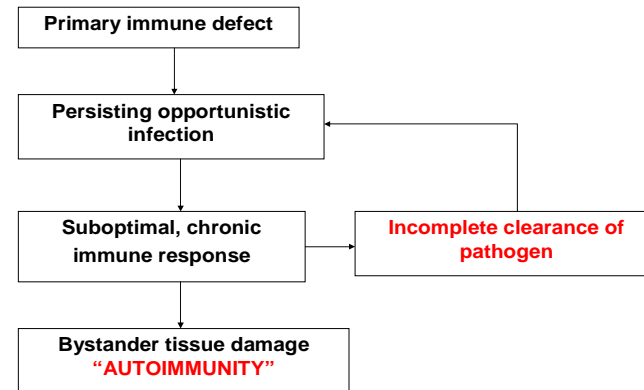 Primary immune defect
Persisting opportunistic
infection
Suboptimal, chronic
immune response
Incomplete clearance of
pathogen
Bystander tissue damage
“AUTOIMMUNITY”